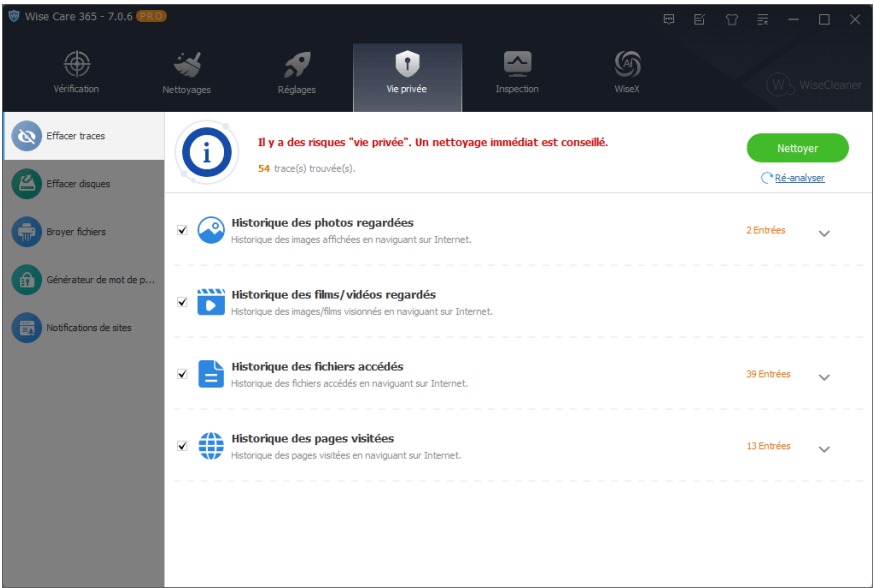 Wise Care 365 - 7.0.6 PRO
Vérification
Nettoyages
Réglages
Vie privée
Inspection
AI
WiseX
W
WiseCleaner
Effacer traces
Effacer disques
Broyer fichiers
Générateur de mot de p...
Notifications de sites
Il y a des risques "vie privée". Un nettoyage immédiat est conseillé.
54 trace(s) trouvée(s).
Nettoyer
Ré-analyser
Historique des photos regardées
Historique des images affichées en naviguant sur Internet.
2 Entrées
Historique des films/vidéos regardés
Historique des images/films visionnés en naviguant sur Internet.
Historique des fichiers accédés
Historique des fichiers accédés en naviguant sur Internet.
39 Entrées
Historique des pages visitées
Historique des pages visitées en naviguant sur Internet.
13 Entrées